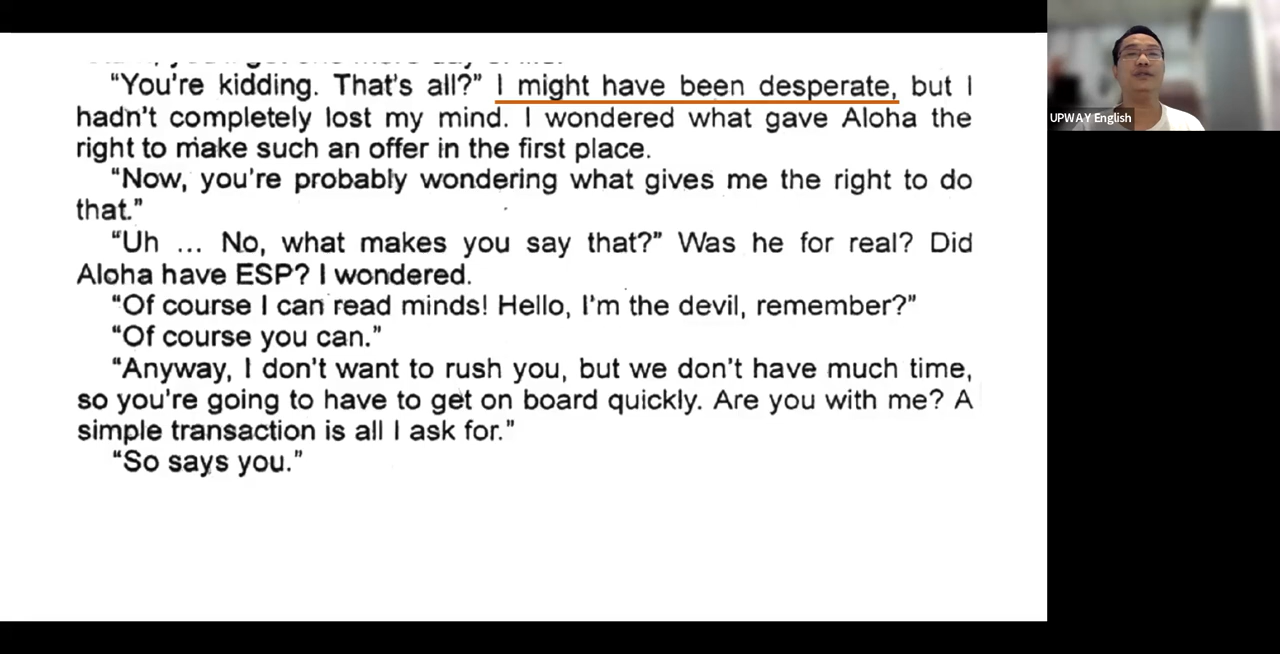 "You're kidding. That's all?" I might have been desperate, but I
hadn't completely lost my mind. I wondered what gave Aloha the
right to make such an offer in the first place.
"Now, you're probably wondering what gives me the right to do
that."
"Uh ... No, what makes you say that?" Was he for real? Did
Aloha have ESP? I wondered.
"Of course I can read minds! Hello, I'm the devil, remember?"
"Of course you can."
"Anyway, I don't want to rush you, but we don't have much time,
so you're going to have to get on board quickly. Are you with me? A
simple transaction is all I ask for."
"So says you."
UPWAY English